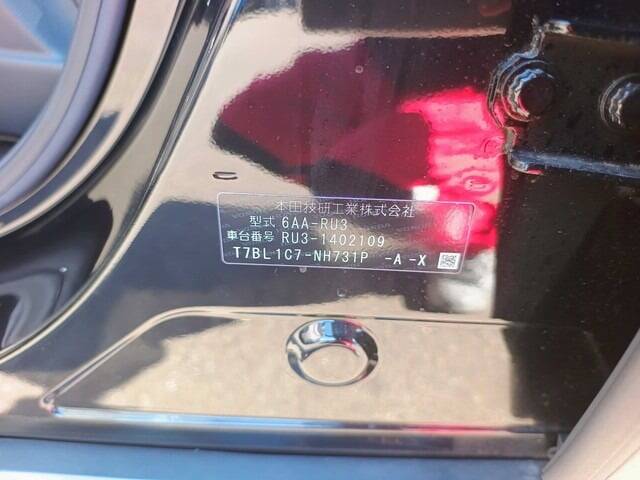 本田技研工業株式会社
型式 6AA-RU3
車台番号 RU3-1402109
T7BL1C7-NH731P -A -X